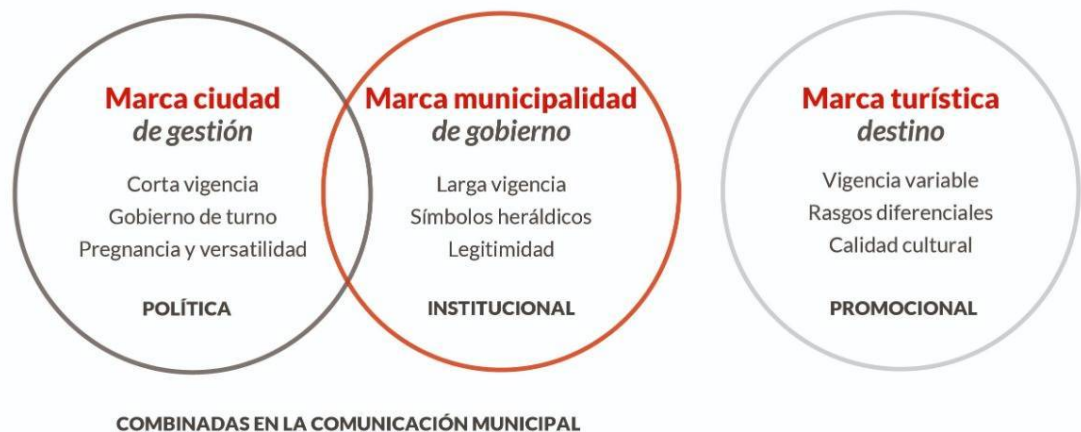 Marca ciudad
de gestión
Corta vigencia
Gobierno de turno
Pregnancia y versatilidad
POLÍTICA
Marca municipalidad
de gobierno
Larga vigencia
Símbolos heráldicos
Legitimidad
INSTITUCIONAL
Marca turística
destino
Vigencia variable
Rasgos diferenciales
Calidad cultural
PROMOCIONAL
COMBINADAS EN LA COMUNICACIÓN MUNICIPAL